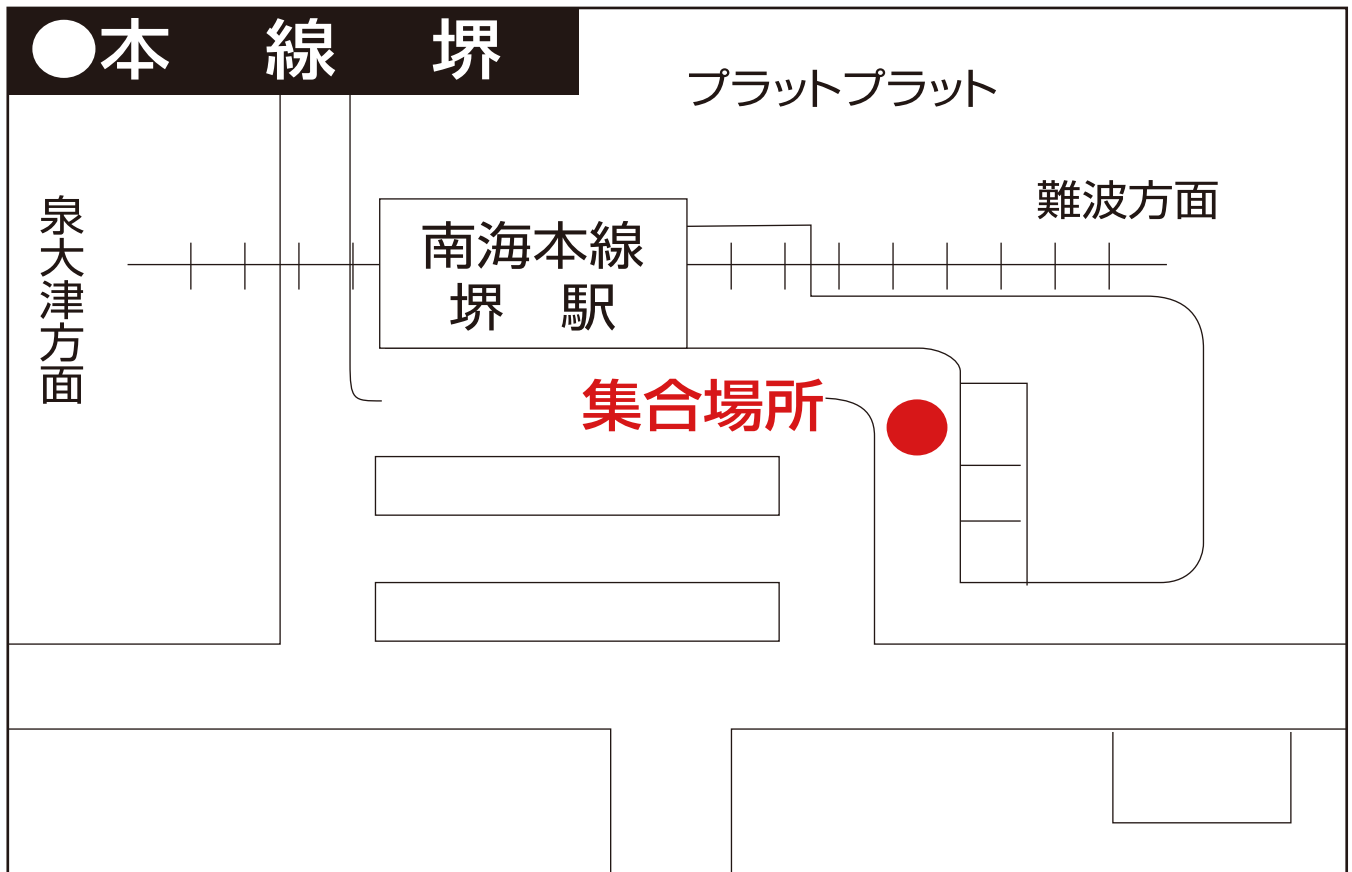 ●本　線　堺
プラットプラット
難波方面
泉大津方面
南海本線
堺　駅
集合場所